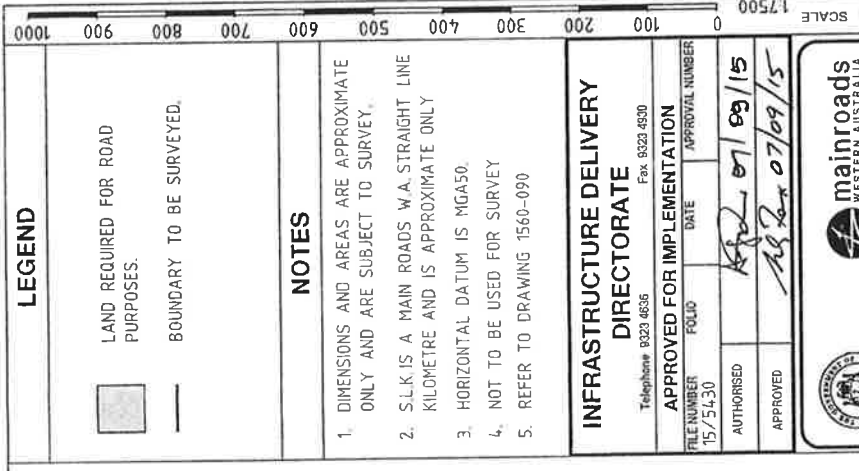 LEGEND
LAND REQUIRED FOR ROAD
PURPOSES.
BOUNDARY TO BE SURVEYED.
NOTES
1. DIMENSIONS AND AREAS ARE APPROXIMATE
ONLY AND ARE SUBJECT TO SURVEY.
2. S.L.K IS A MAIN ROADS W.A. STRAIGHT LINE
KILOMETRE AND IS APPROXIMATE ONLY
3. HORIZONTAL DATUM IS MGA50.
4. NOT TO BE USED FOR SURVEY
5. REFER TO DRAWING 1560-090
INFRASTRUCTURE DELIVERY
DIRECTORATE
Telephone 9323 4636 Fax 9323 4930
APPROVED FOR IMPLEMENTATION
FILE NUMBER FOLIO DATE APPROVAL NUMBER
15/5430
AUTHORISED 07/09/15
APPROVED 07/09/15
mainroads
WESTERN AUSTRALIA
THE GOVERNMENT OF
1000 900 800 700 600 500 400 300 200 100 0
SCALE 1:7500